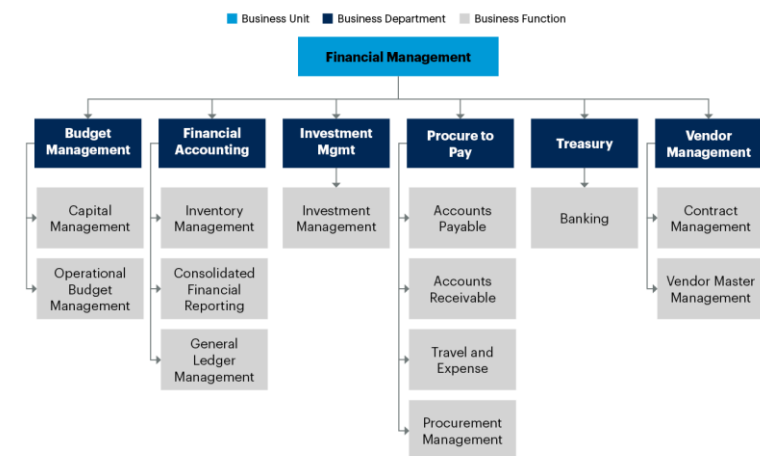 Business Unit Business Department Business Function
Financial Management
Budget
Management
Financial
Accounting
Investment
Mgmt
Procure to
Pay
Treasury
Vendor
Management
Capital
Management
Inventory
Management
Investment
Management
Accounts
Payable
Banking
Contract
Management
Operational
Budget
Management
Consolidated
Financial
Reporting
Accounts
Receivable
Vendor Master
Management
General
Ledger
Management
Travel and
Expense
Procurement
Management